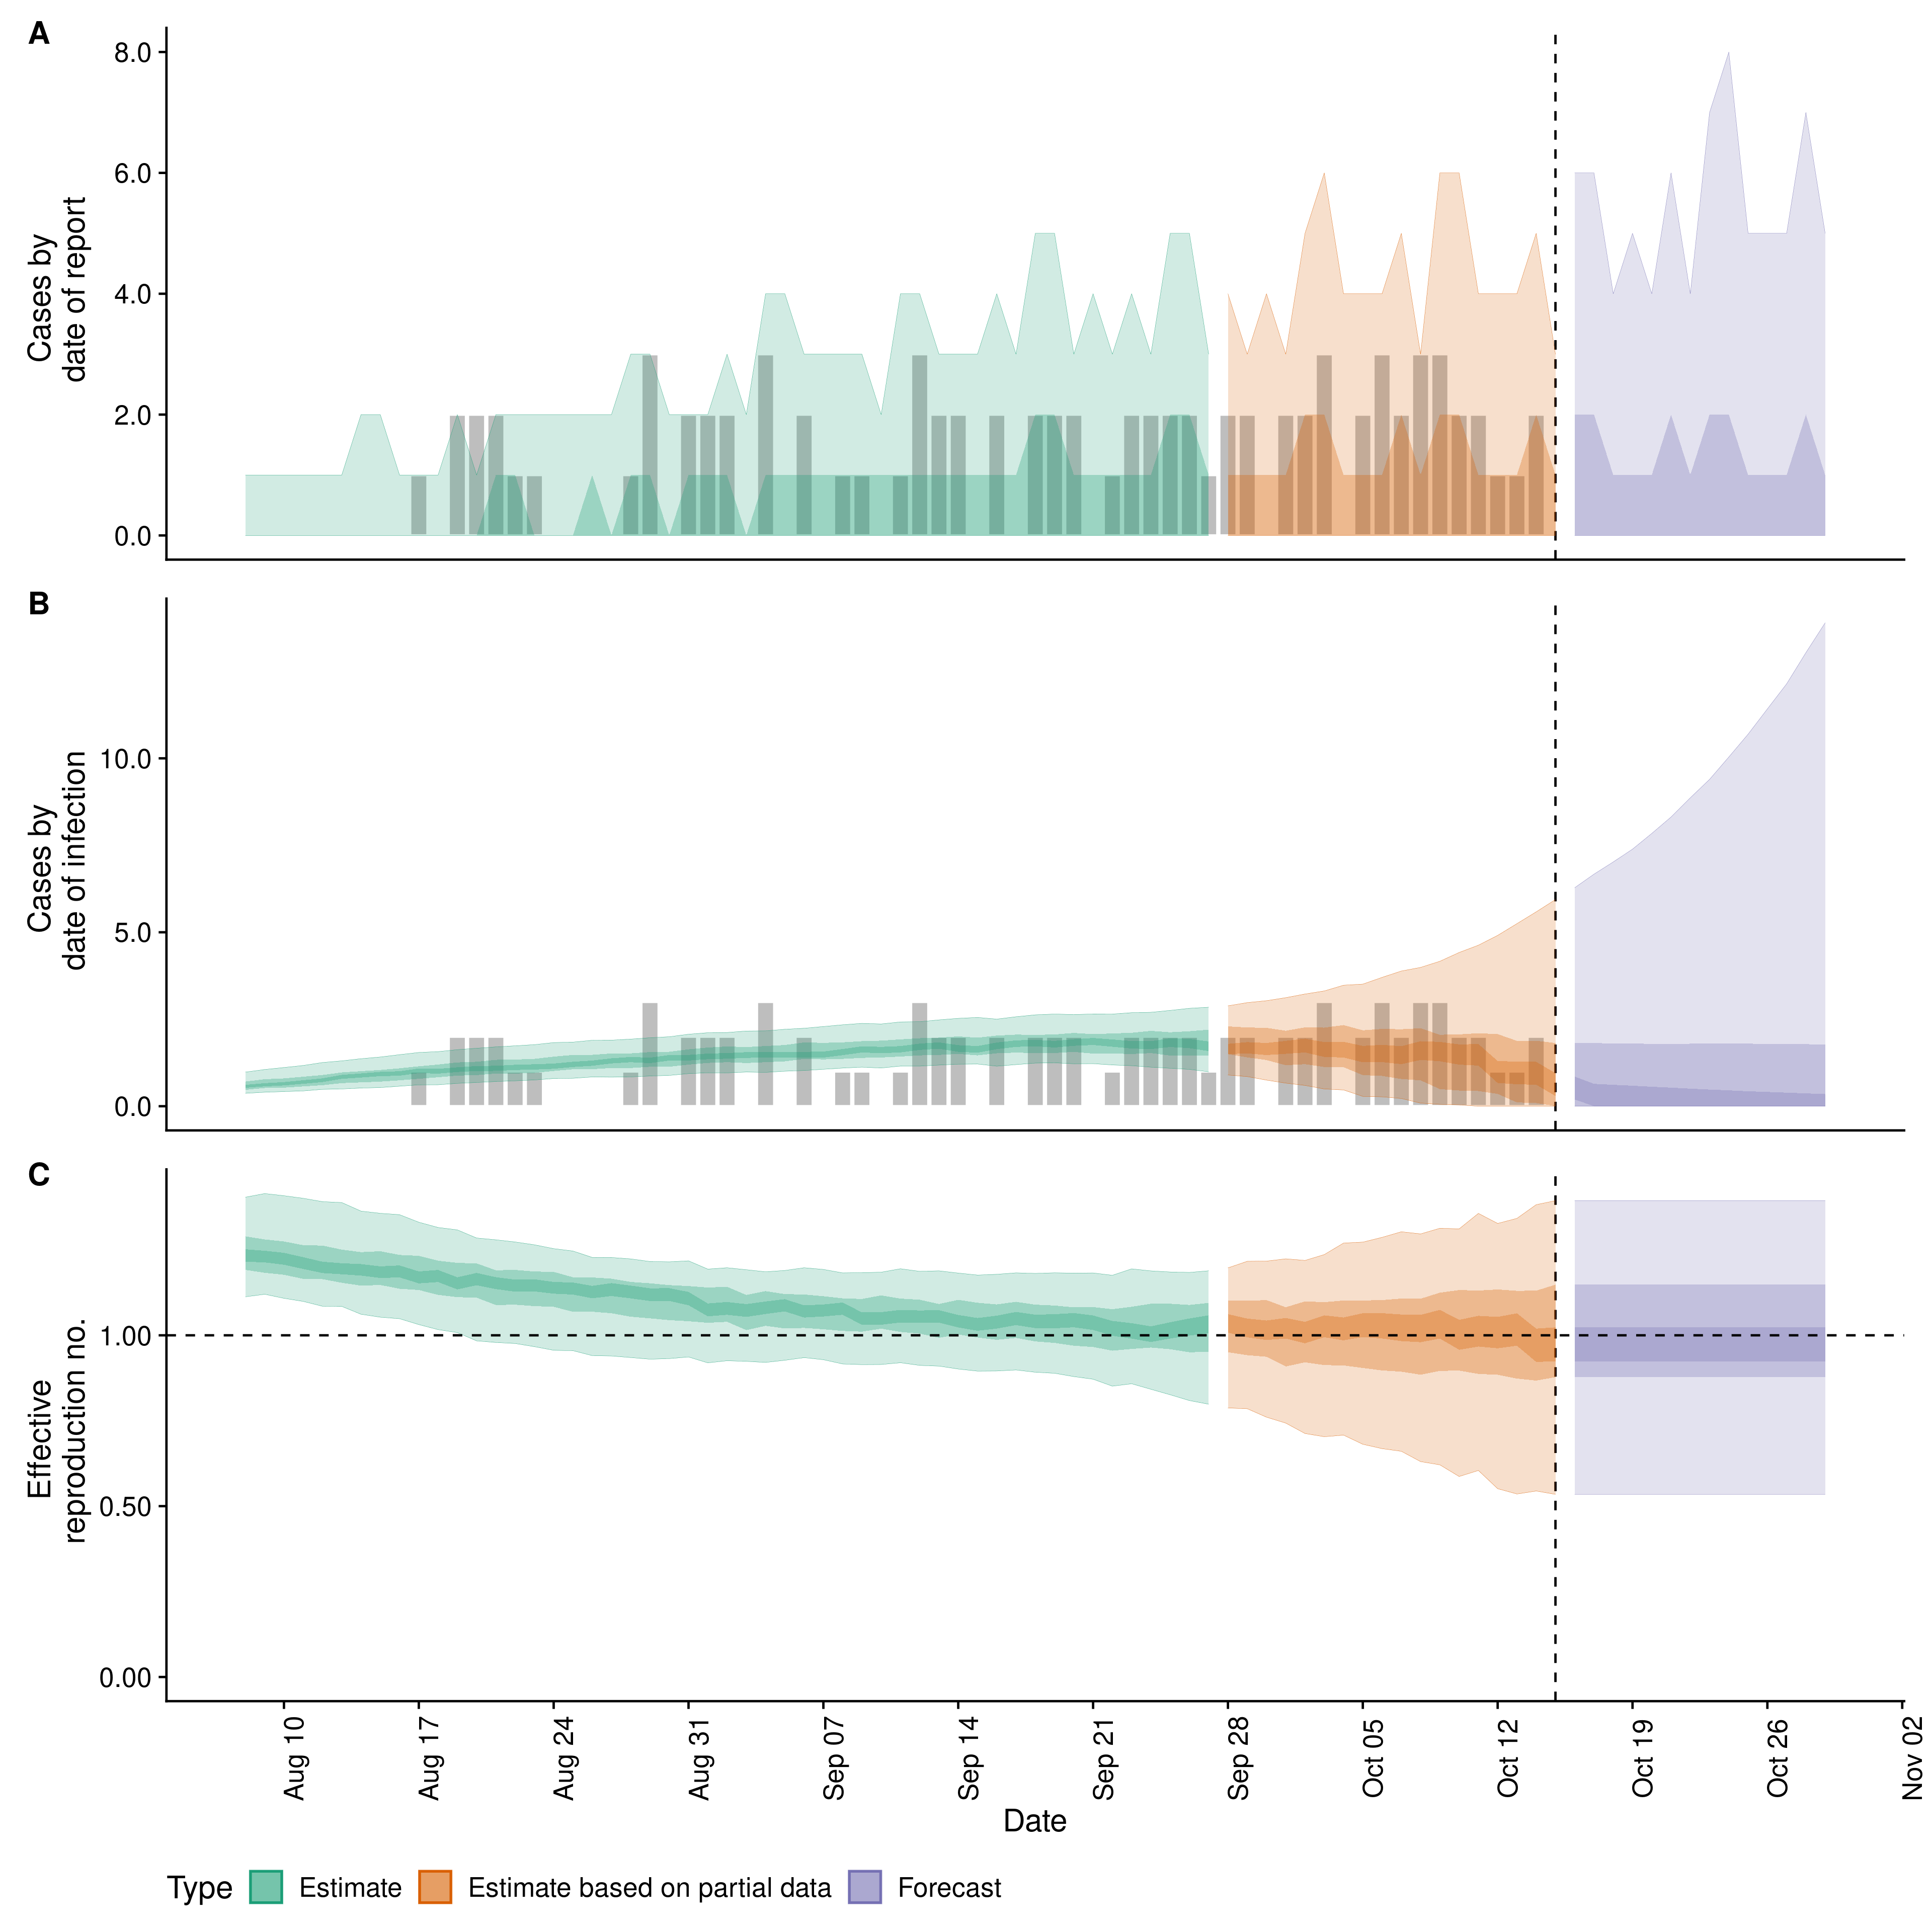 A
8.0
6.0
4.0
2.0
0.0
Cases by
date of report
B
10.0
5.0
0.0
Cases by
date of infection
C
1.00
0.50
0.00
Effective
reproduction no.
Aug 10
Aug 17
Aug 24
Aug 31
Sep 07
Sep 14
Sep 21
Sep 28
Oct 05
Oct 12
Oct 19
Oct 26
Nov 02
Date
Type Estimate Estimate based on partial data Forecast